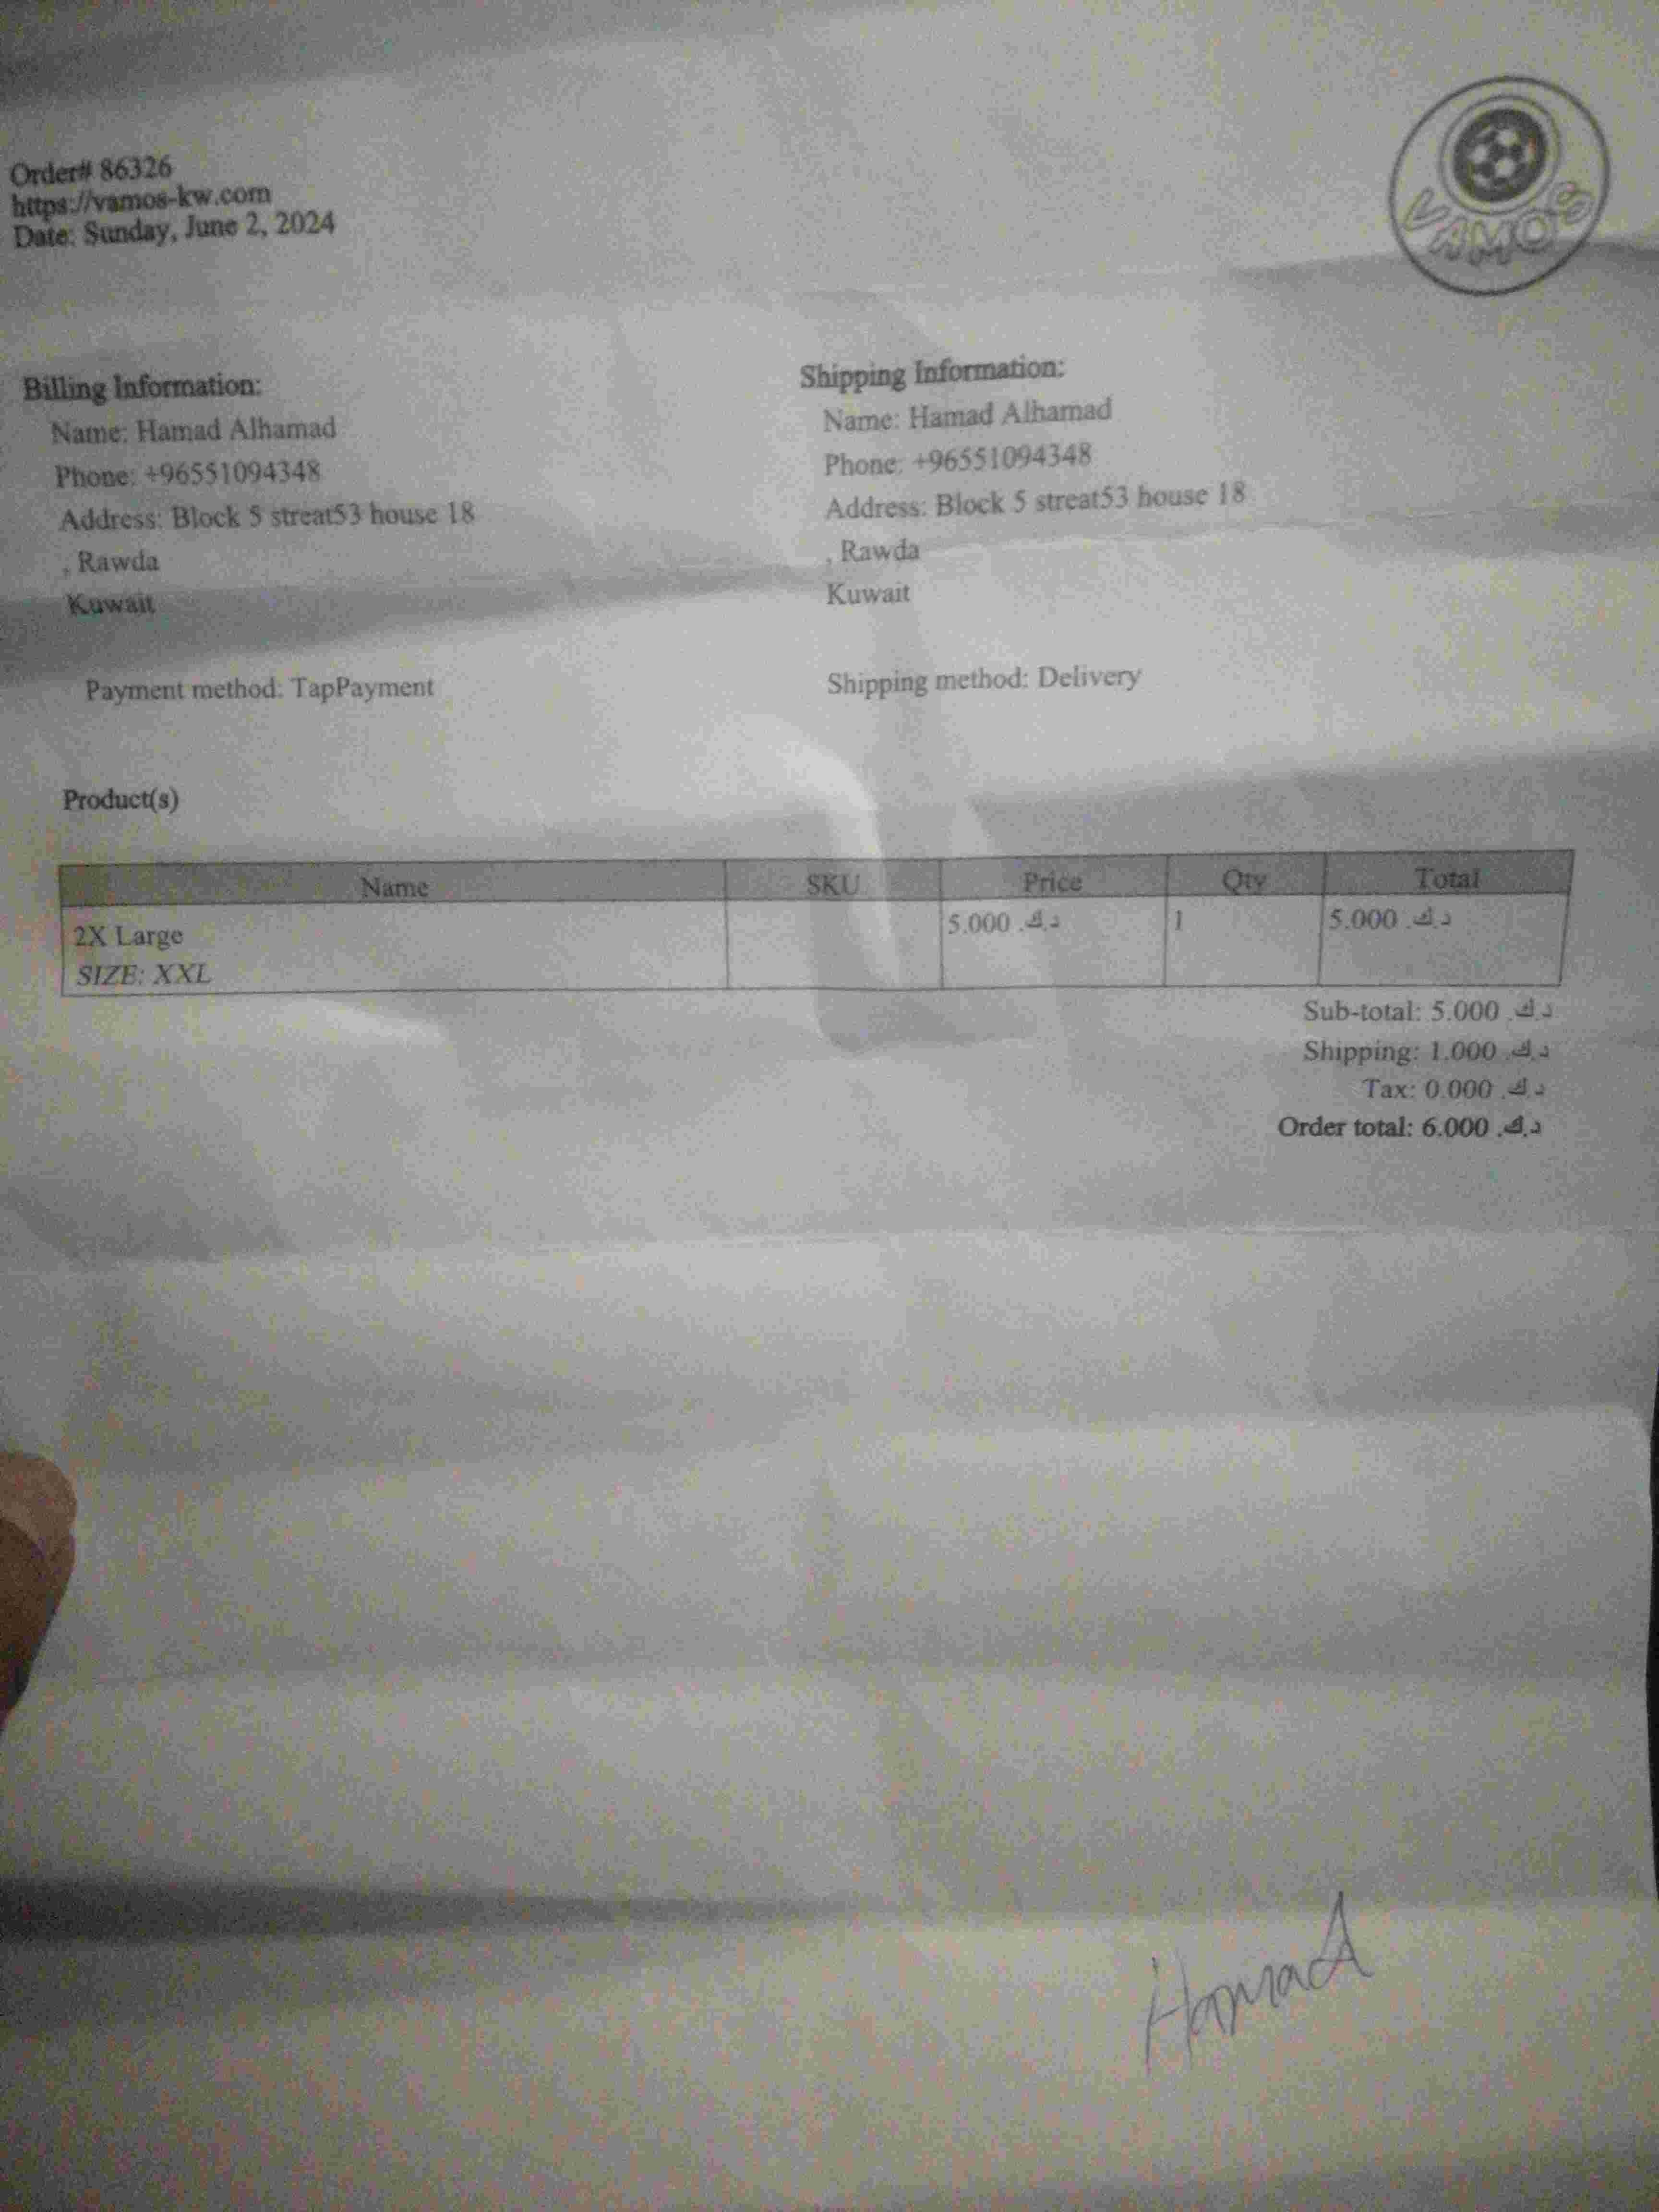 Order# 86326
https://vamos-kw.com
Date: Sunday, June 2, 2024
VAMOS
Billing Information:
Name: Hamad Alhamad
Phone: +96551094348
Address: Block 5 streat53 house 18
, Rawda
Kuwait
Payment method: TapPayment
Shipping Information:
Name: Hamad Alhamad
Phone: +96551094348
Address: Block 5 streat53 house 18
, Rawda
Kuwait
Shipping method: Delivery
Product(s)
Name SKU Price Qty Total
2X Large 5.000 د.ك. 1 5.000 د.ك.
SIZE: XXL
Sub-total: 5.000 د.ك.
Shipping: 1.000 د.ك.
Tax: 0.000 د.ك.
Order total: 6.000 د.ك.
Hamad